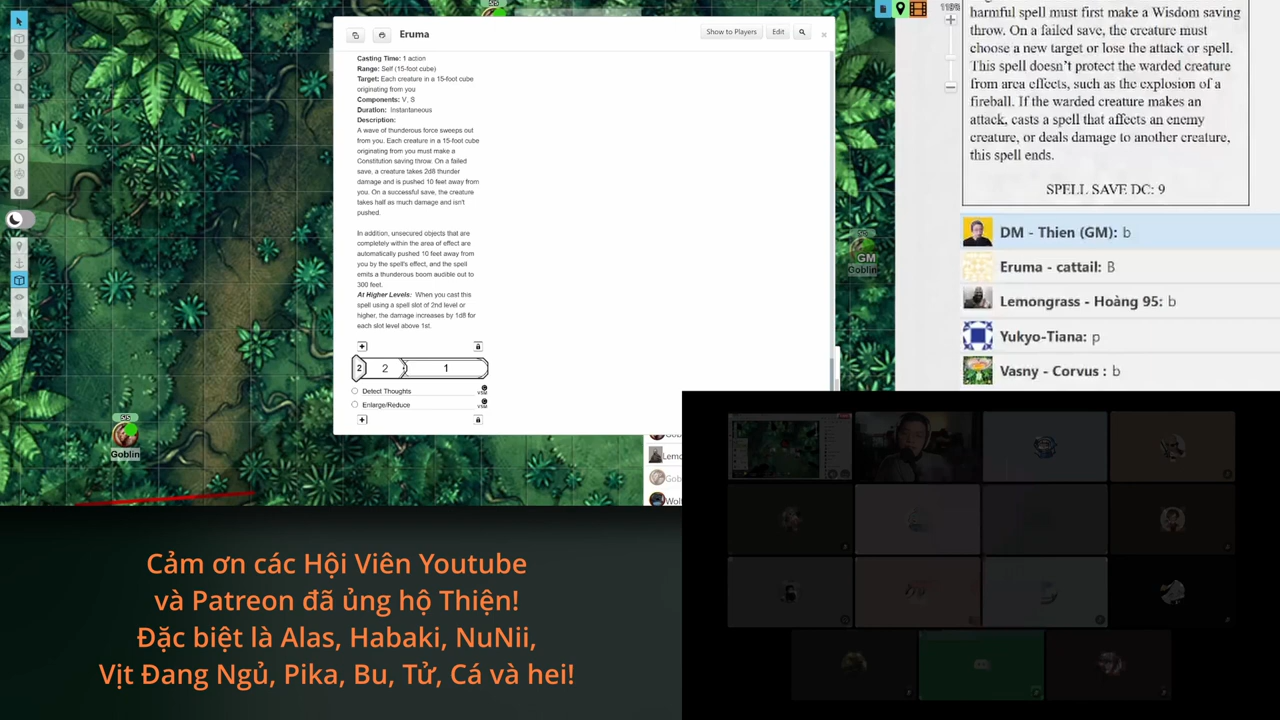 5/5
Eruma
Show to Players
Edit
Casting Time: 1 action
Range: Self (15-foot cube)
Target: Each creature in a 15-foot cube
originating from you
Components: V, S
Duration: Instantaneous
Description:
A wave of thunderous force sweeps out
from you. Each creature in a 15-foot cube
originating from you must make a
Constitution saving throw. On a failed
save, a creature takes 2d8 thunder
damage and is pushed 10 feet away from
you. On a successful save, the creature
takes half as much damage and isn't
pushed.
In addition, unsecured objects that are
completely within the area of effect are
automatically pushed 10 feet away from
you by the spell's effect, and the spell
emits a thunderous boom audible out to
300 feet.
At Higher Levels: When you cast this
spell using a spell slot of 2nd level or
higher, the damage increases by 1d8 for
each slot level above 1st.
2 2 1
Detect Thoughts
VSM
Enlarge/Reduce
VSM
harmful spell must first make a Wisdom saving
throw. On a failed save, the attacker must
choose a new target or lose the attack or spell.
This spell doesn't protect the warded creature
from area effects, such as the explosion of a
fireball. If the warded creature makes an
attack, casts a spell that affects an enemy
creature, or deals damage to another creature,
this spell ends.
SPELL SAVE DC: 9
DM - Thien (GM): b
Eruma - cattail: B
Lemongrass - Hoang 93: b
Yukyo-Tiana: p
Vasny - Corvus: b
GM
Goblin
5/5
Goblin
Lemo
Gob
Wol
Cảm ơn các Hội Viên Youtube
và Patreon đã ủng hộ Thiện!
Đặc biệt là Alas, Habaki, NuNii,
Vịt Đang Ngủ, Pika, Bu, Tử, Cá và hei!